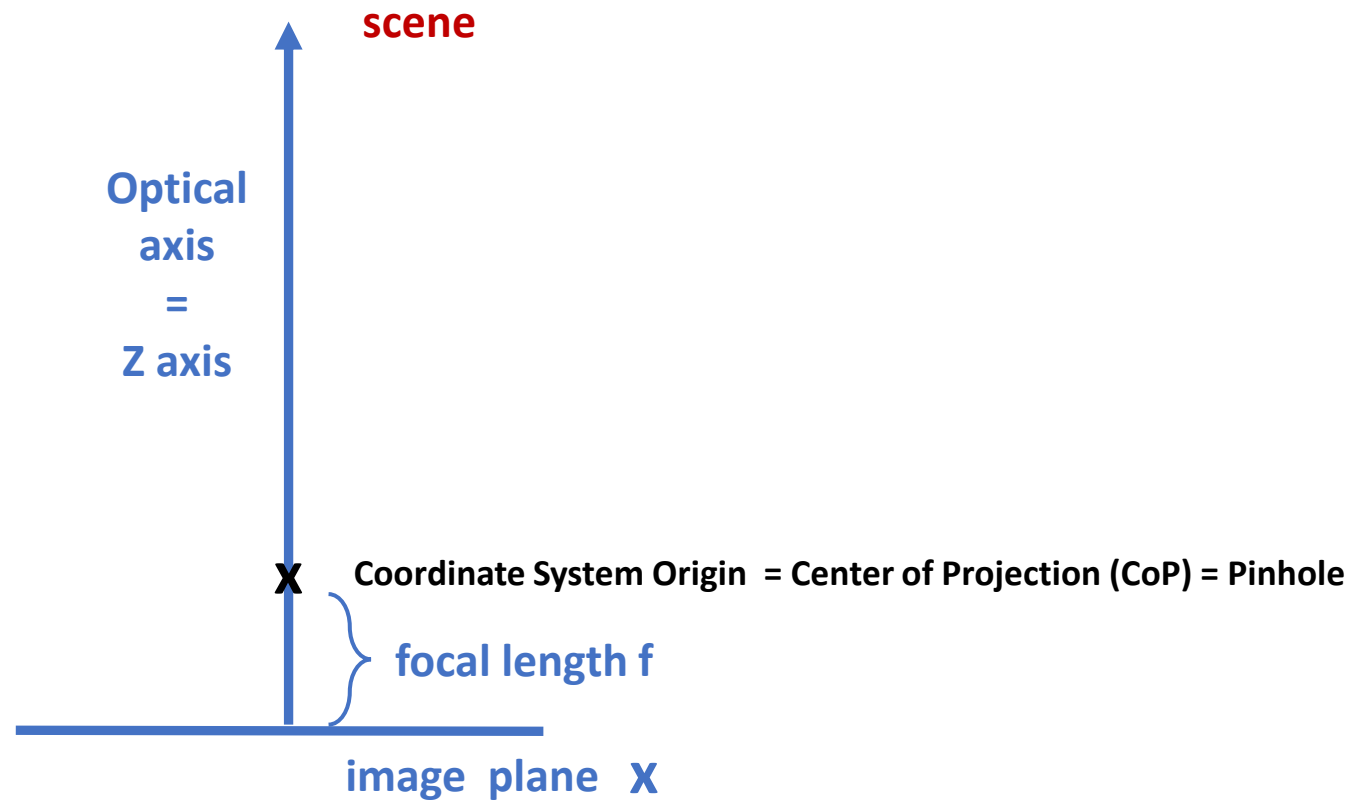 scene
Optical
axis
=
Z axis
x Coordinate System Origin = Center of Projection (CoP) = Pinhole
focal length f
image plane x